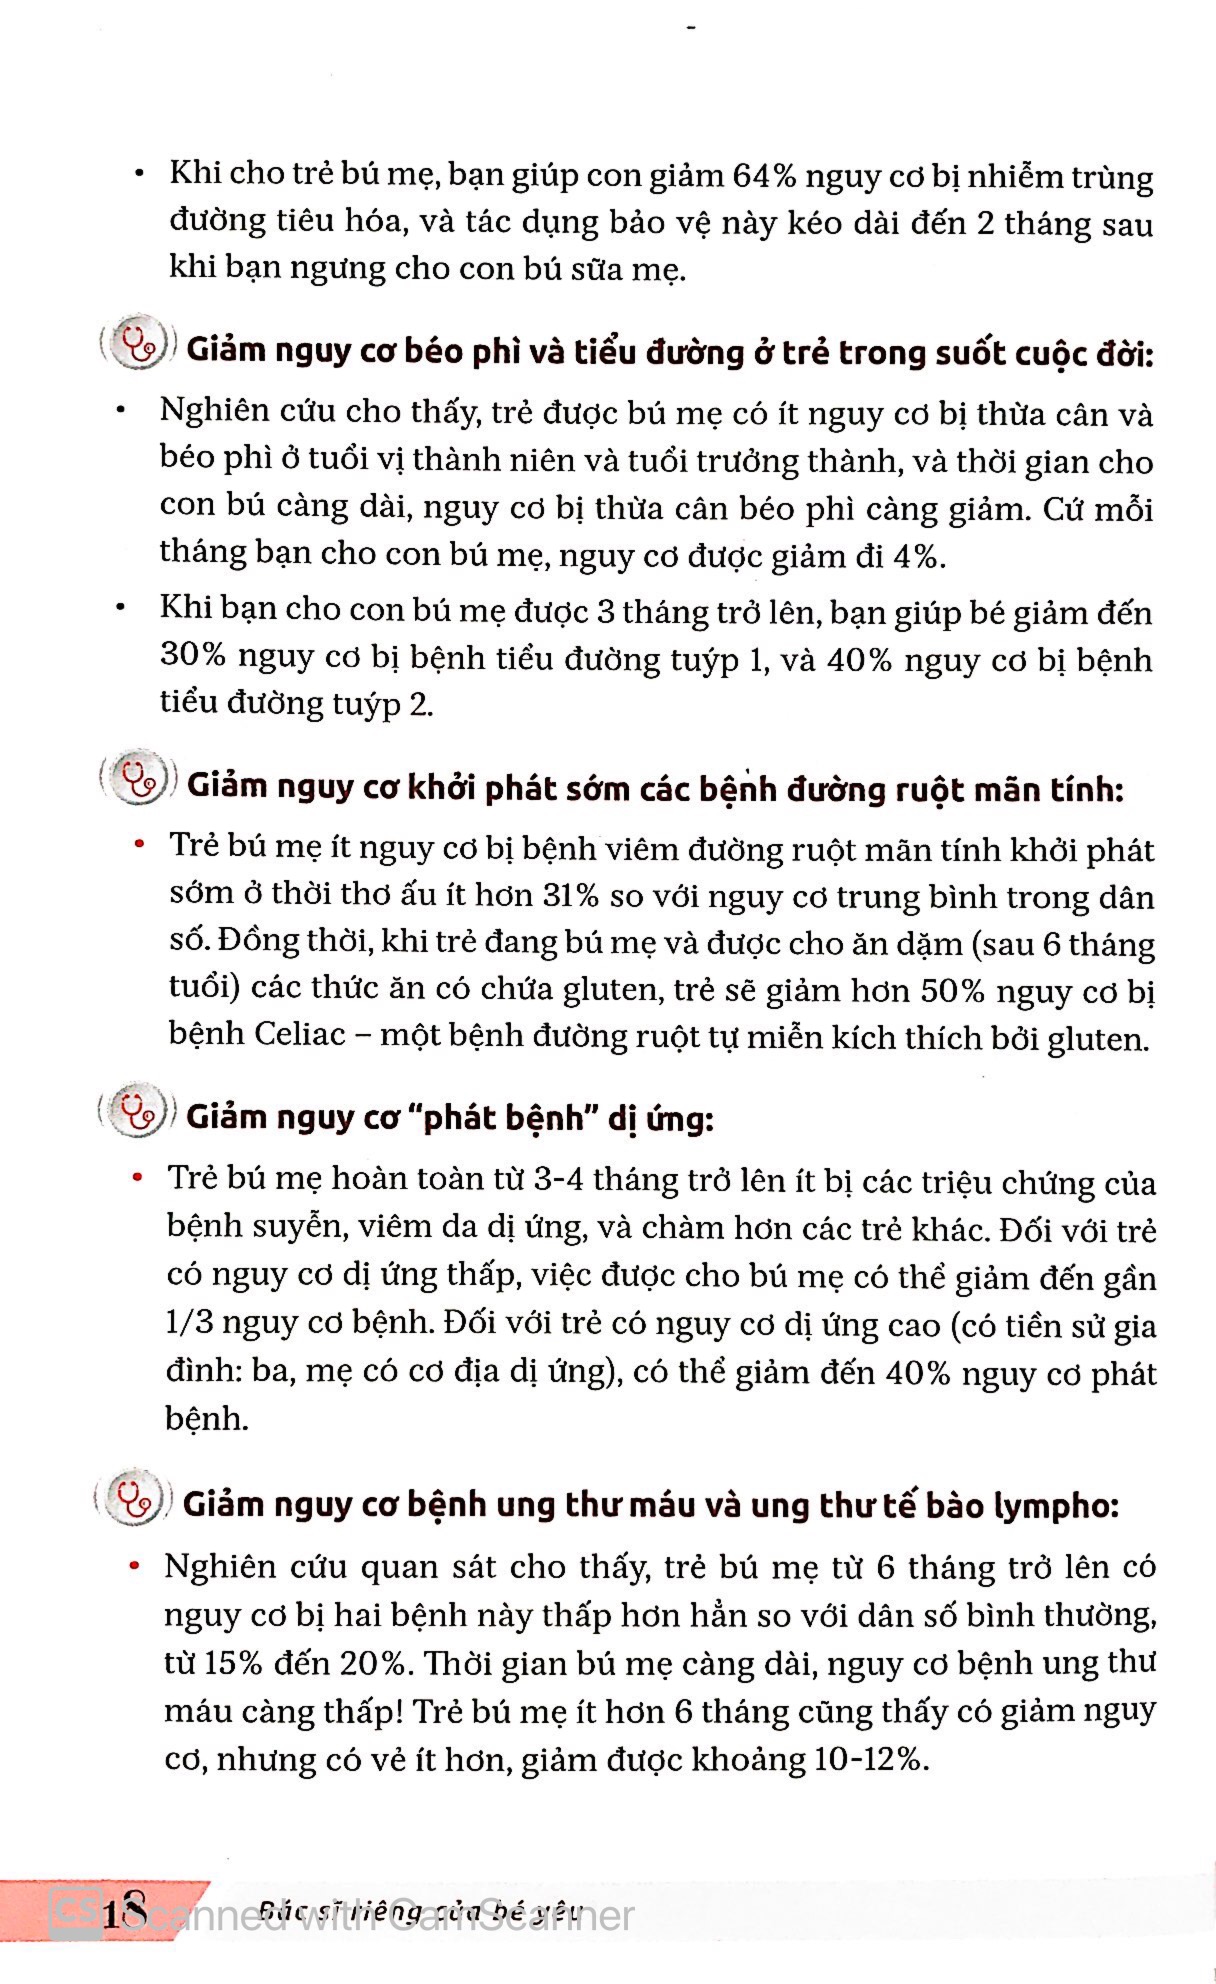 • Khi cho trẻ bú mẹ, bạn giúp con giảm 64% nguy cơ bị nhiễm trùng
đường tiêu hóa, và tác dụng bảo vệ này kéo dài đến 2 tháng sau
khi bạn ngưng cho con bú sữa mẹ.
Giảm nguy cơ béo phì và tiểu đường ở trẻ trong suốt cuộc đời:
• Nghiên cứu cho thấy, trẻ được bú mẹ có ít nguy cơ bị thừa cân và
béo phì ở tuổi vị thành niên và tuổi trưởng thành, và thời gian cho
con bú càng dài, nguy cơ bị thừa cân béo phì càng giảm. Cứ mỗi
tháng bạn cho con bú mẹ, nguy cơ được giảm đi 4%.
• Khi bạn cho con bú mẹ được 3 tháng trở lên, bạn giúp bé giảm đến
30% nguy cơ bị bệnh tiểu đường tuýp 1, và 40% nguy cơ bị bệnh
tiểu đường tuýp 2.
Giảm nguy cơ khởi phát sớm các bệnh đường ruột mãn tính:
• Trẻ bú mẹ ít nguy cơ bị bệnh viêm đường ruột mãn tính khởi phát
sớm ở thời thơ ấu ít hơn 31% so với nguy cơ trung bình trong dân
số. Đồng thời, khi trẻ đang bú mẹ và được cho ăn dặm (sau 6 tháng
tuổi) các thức ăn có chứa gluten, trẻ sẽ giảm hơn 50% nguy cơ bị
bệnh Celiac – một bệnh đường ruột tự miễn kích thích bởi gluten.
Giảm nguy cơ “phát bệnh” dị ứng:
• Trẻ bú mẹ hoàn toàn từ 3-4 tháng trở lên ít bị các triệu chứng của
bệnh suyễn, viêm da dị ứng, và chàm hơn các trẻ khác. Đối với trẻ
có nguy cơ dị ứng thấp, việc được cho bú mẹ có thể giảm đến gần
1/3 nguy cơ bệnh. Đối với trẻ có nguy cơ dị ứng cao (có tiền sử gia
đình: ba, mẹ có cơ địa dị ứng), có thể giảm đến 40% nguy cơ phát
bệnh.
Giảm nguy cơ bệnh ung thư máu và ung thư tế bào lympho:
• Nghiên cứu quan sát cho thấy, trẻ bú mẹ từ 6 tháng trở lên có
nguy cơ bị hai bệnh này thấp hơn hẳn so với dân số bình thường,
từ 15% đến 20%. Thời gian bú mẹ càng dài, nguy cơ bệnh ung thư
máu càng thấp! Trẻ bú mẹ ít hơn 6 tháng cũng thấy có giảm nguy
cơ, nhưng có vẻ ít hơn, giảm được khoảng 10-12%.
18 Bác sĩ riêng của bé yêu
CS Scanned with CamScanner